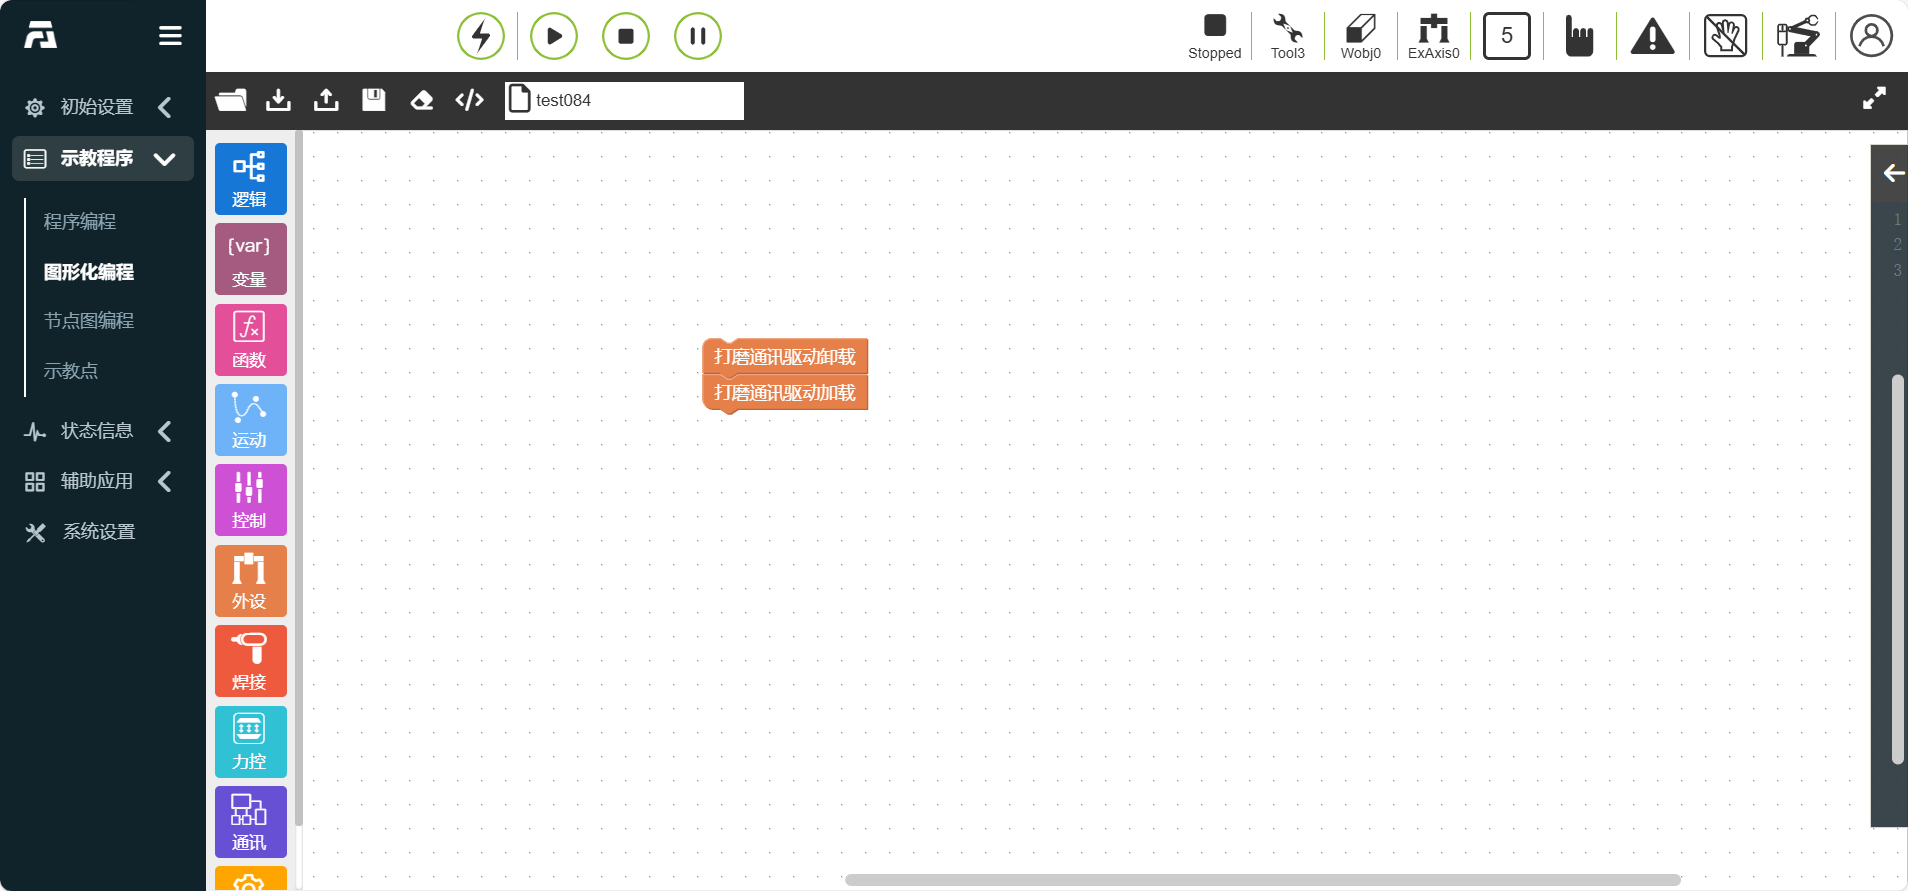 Stopped
Tool3
Wobj0
ExAxis0
5
初始设置
示教程序
程序编程
图形化编程
节点图编程
示教点
状态信息
辅助应用
系统设置
test084
逻辑
{var}
变量
fx
函数
运动
控制
外设
焊接
力控
通讯
打磨通讯驱动卸载
打磨通讯驱动加载
1
2
3